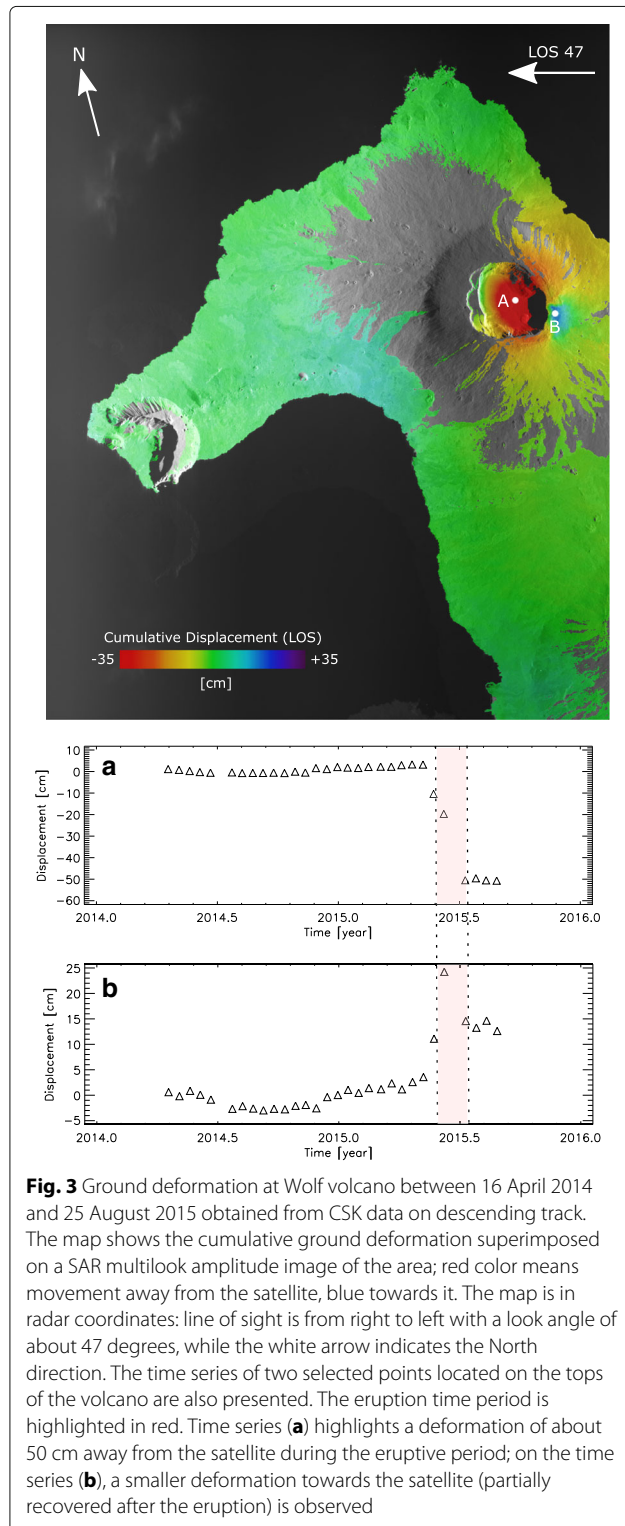 N
LOS 47
A
B
Cumulative Displacement (LOS)
-35 +35
[cm]
a
Displacement [cm]
10
0
−10
−20
−30
−40
−50
−60
2014.0 2014.5 2015.0 2015.5 2016.0
Time [year]
b
Displacement [cm]
25
20
15
10
5
0
−5
2014.0 2014.5 2015.0 2015.5 2016.0
Time [year]
Fig. 3 Ground deformation at Wolf volcano between 16 April 2014
and 25 August 2015 obtained from CSK data on descending track.
The map shows the cumulative ground deformation superimposed
on a SAR multilook amplitude image of the area; red color means
movement away from the satellite, blue towards it. The map is in
radar coordinates: line of sight is from right to left with a look angle of
about 47 degrees, while the white arrow indicates the North
direction. The time series of two selected points located on the tops
of the volcano are also presented. The eruption time period is
highlighted in red. Time series (a) highlights a deformation of about
50 cm away from the satellite during the eruptive period; on the time
series (b), a smaller deformation towards the satellite (partially
recovered after the eruption) is observed